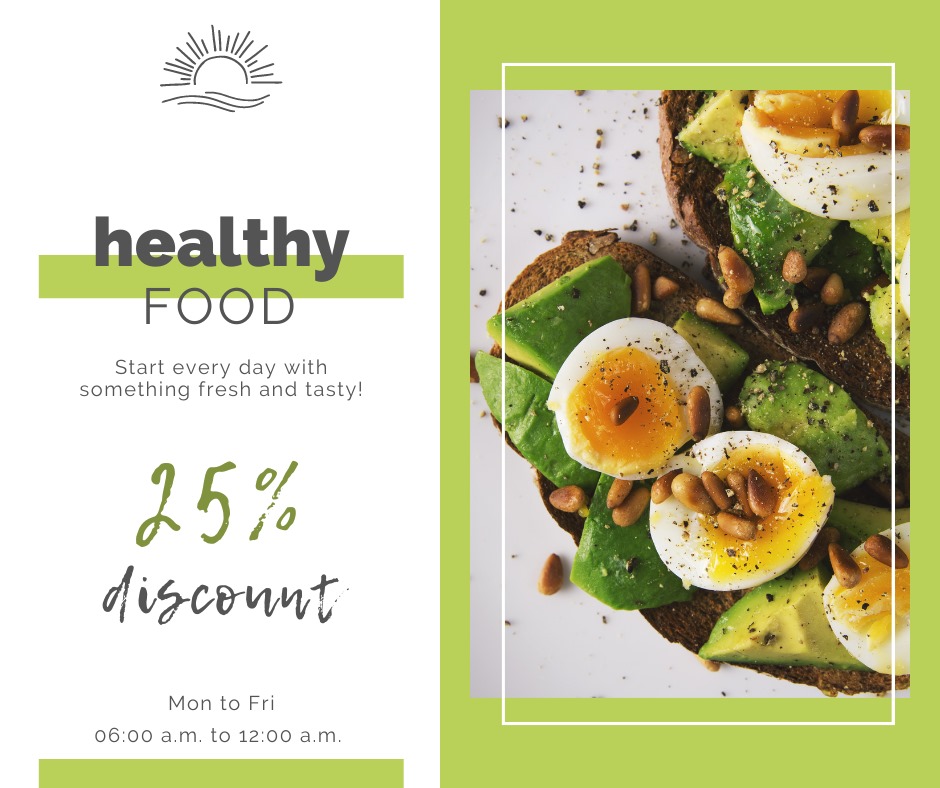 healthy
FOOD
Start every day with
something fresh and tasty!
25%
discount
Mon to Fri
06:00 a.m. to 12:00 a.m.